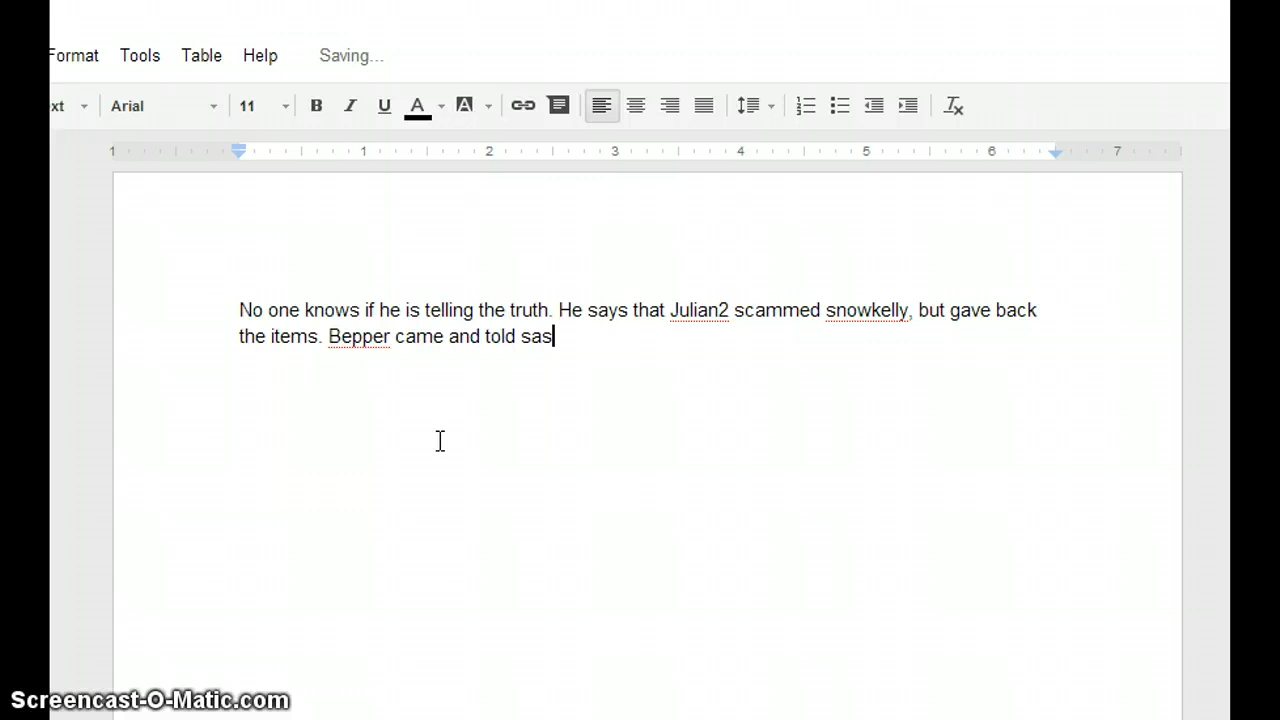 Format Tools Table Help Saving...
xt Arial 11 B I U A A
1 1 2 3 4 5 6 7
No one knows if he is telling the truth. He says that Julian2 scammed snowkelly, but gave back
the items. Bepper came and told sas
Screencast-O-Matic.com